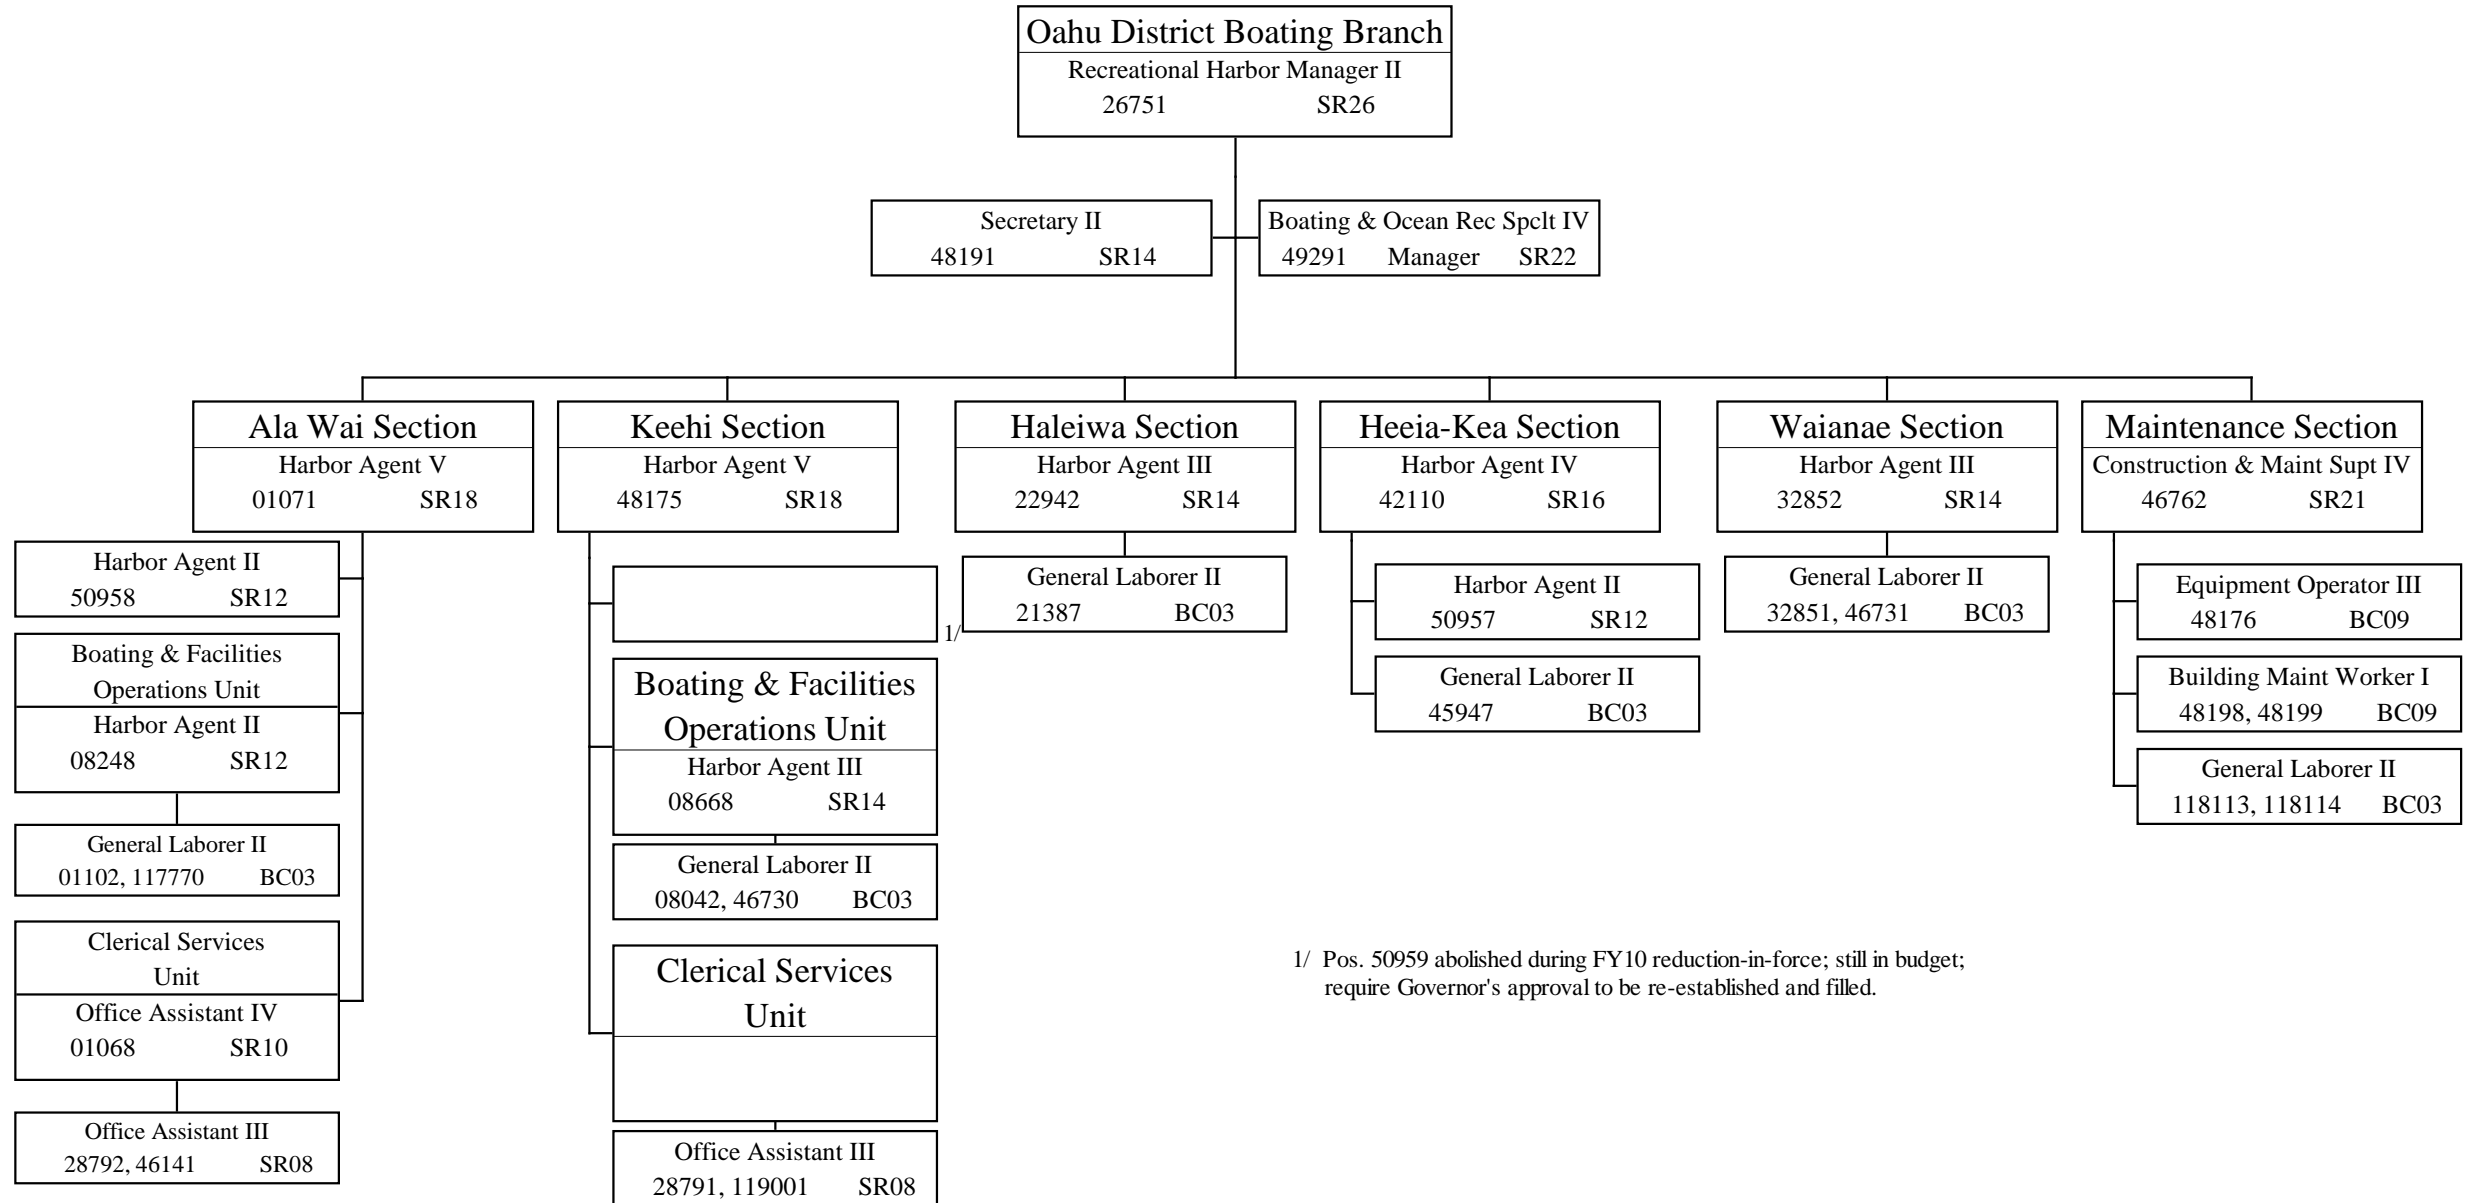 Oahu District Boating Branch
Recreational Harbor Manager II
26751 SR26
Secretary II
48191 SR14
Boating & Ocean Rec Spclt IV
49291 Manager SR22
Ala Wai Section
Harbor Agent V
01071 SR18
Harbor Agent II
50958 SR12
Boating & Facilities
Operations Unit
Harbor Agent II
08248 SR12
General Laborer II
01102, 117770 BC03
Clerical Services
Unit
Office Assistant IV
01068 SR10
Office Assistant III
28792, 46141 SR08
Keehi Section
Harbor Agent V
48175 SR18
1/
Boating & Facilities
Operations Unit
Harbor Agent III
08668 SR14
General Laborer II
08042, 46730 BC03
Clerical Services
Unit
Office Assistant III
28791, 119001 SR08
Haleiwa Section
Harbor Agent III
22942 SR14
General Laborer II
21387 BC03
Heeia-Kea Section
Harbor Agent IV
42110 SR16
Harbor Agent II
50957 SR12
General Laborer II
45947 BC03
Waianae Section
Harbor Agent III
32852 SR14
General Laborer II
32851, 46731 BC03
Maintenance Section
Construction & Maint Supt IV
46762 SR21
Equipment Operator III
48176 BC09
Building Maint Worker I
48198, 48199 BC09
General Laborer II
118113, 118114 BC03
1/ Pos. 50959 abolished during FY10 reduction-in-force; still in budget;
require Governor's approval to be re-established and filled.